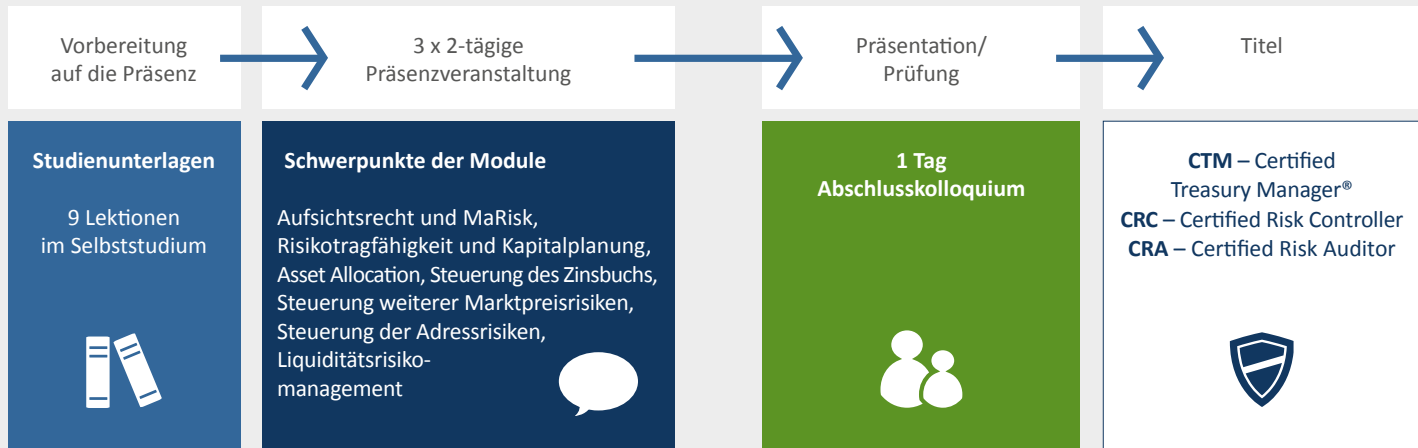 Vorbereitung
auf die Präsenz
3 x 2-tägige
Präsenzveranstaltung
Präsentation/
Prüfung
Titel
Studienunterlagen
9 Lektionen
im Selbststudium
Schwerpunkte der Module
Aufsichtsrecht und MaRisk,
Risikotragfähigkeit und Kapitalplanung,
Asset Allocation, Steuerung des Zinsbuchs,
Steuerung weiterer Marktpreisrisiken,
Steuerung der Adressrisiken,
Liquiditätsrisiko-
management
1 Tag
Abschlusskolloquium
CTM – Certified
Treasury Manager®
CRC – Certified Risk Controller
CRA – Certified Risk Auditor